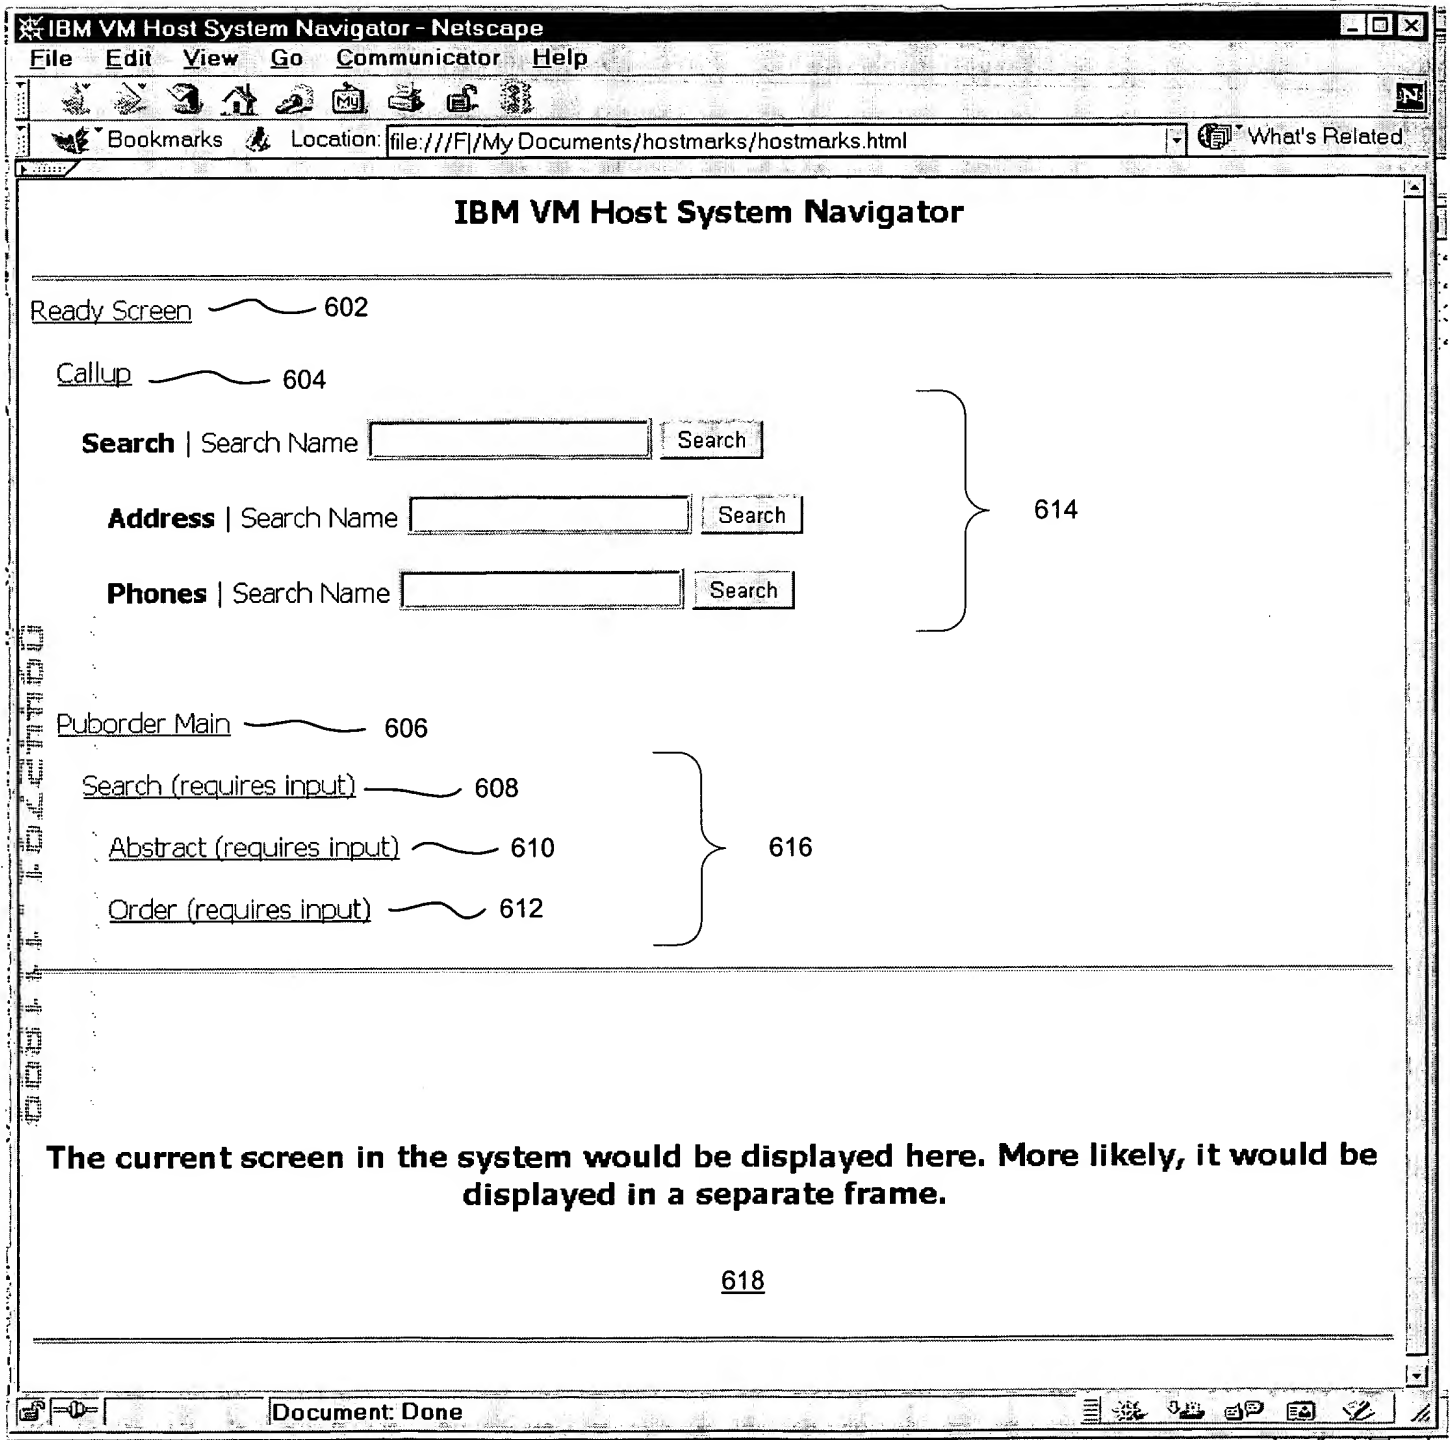 IBM VM Host System Navigator - Netscape
File Edit View Go Communicator Help
My N
Bookmarks Location: file:///F|/My Documents/hostmarks/hostmarks.html What's Related
IBM VM Host System Navigator
Ready Screen 602
Callup 604
Search | Search Name Search
Address | Search Name Search
614
Phones | Search Name Search
Puborder Main 606
Search (requires input) 608
Abstract (requires input) 610
616
Order (requires input) 612
The current screen in the system would be displayed here. More likely, it would be
displayed in a separate frame.
618
Document: Done